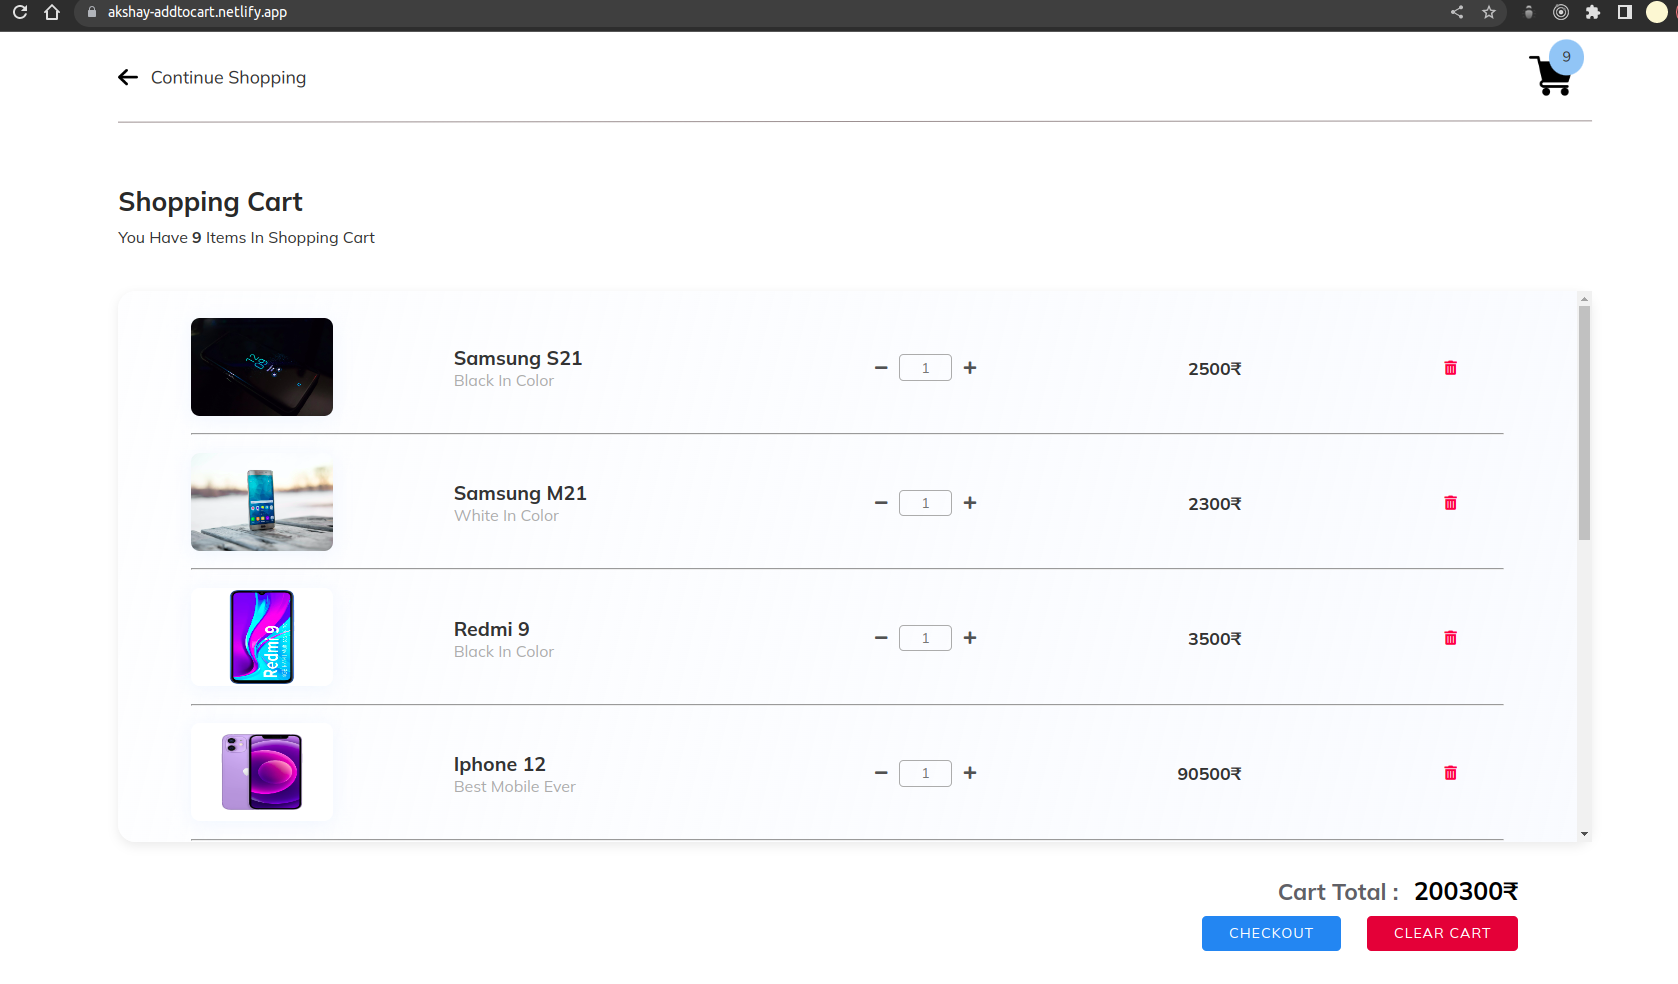 akshay-addtocart.netlify.app
Continue Shopping
9
Shopping Cart
You Have 9 Items In Shopping Cart
Samsung S21
Black In Color
1
2500₹
Samsung M21
White In Color
1
2300₹
Redmi 9
Redmi 9
Black In Color
1
3500₹
Iphone 12
Best Mobile Ever
1
90500₹
Cart Total : 200300₹
CHECKOUT
CLEAR CART